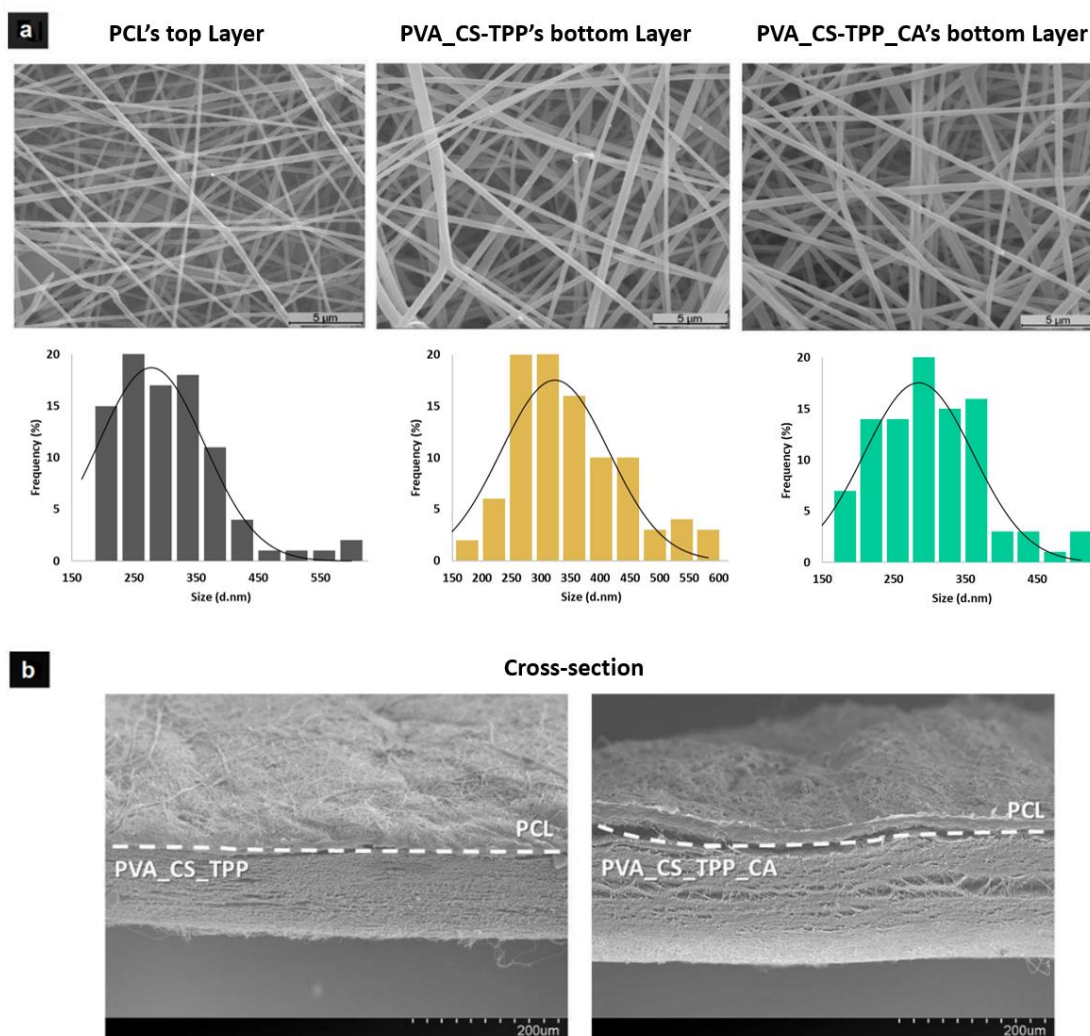 a
PCL's top Layer
PVA_CS-TPP's bottom Layer
PVA_CS-TPP_CA's bottom Layer
5 µm
5 µm
5 µm
Frequency (%)
20
15
10
5
0
150 250 350 450 550
Size (d.nm)
Frequency (%)
20
15
10
5
0
150 200 250 300 350 400 450 500 550 600
Size (d.nm)
Frequency (%)
20
15
10
5
0
150 250 350 450
Size (d.nm)
b
Cross-section
PCL
PVA_CS_TPP
200um
PCL
PVA_CS_TPP_CA
200um